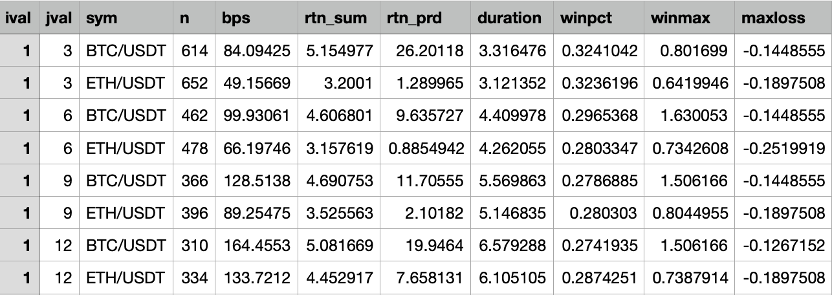 ival jval sym n bps rtn_sum rtn_prd duration winpct winmax maxloss
1 3 BTC/USDT 614 84.09425 5.154977 26.20118 3.316476 0.3241042 0.801699 -0.1448555
1 3 ETH/USDT 652 49.15669 3.2001 1.289965 3.121352 0.3236196 0.6419946 -0.1897508
1 6 BTC/USDT 462 99.93061 4.606801 9.635727 4.409978 0.2965368 1.630053 -0.1448555
1 6 ETH/USDT 478 66.19746 3.157619 0.8854942 4.262055 0.2803347 0.7342608 -0.2519919
1 9 BTC/USDT 366 128.5138 4.690753 11.70555 5.569863 0.2786885 1.506166 -0.1448555
1 9 ETH/USDT 396 89.25475 3.525563 2.10182 5.146835 0.280303 0.8044955 -0.1897508
1 12 BTC/USDT 310 164.4553 5.081669 19.9464 6.579288 0.2741935 1.506166 -0.1267152
1 12 ETH/USDT 334 133.7212 4.452917 7.658131 6.105105 0.2874251 0.7387914 -0.1897508